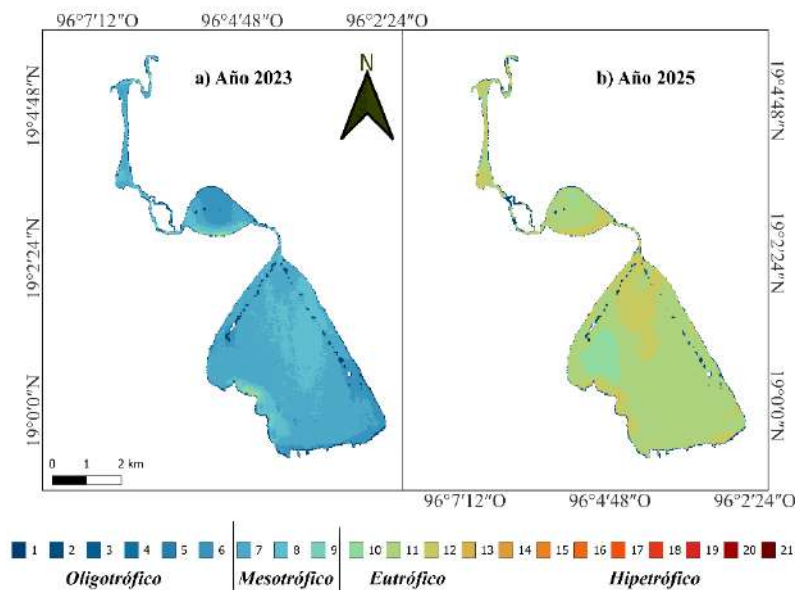 96°7'12"O 96°4'48"O 96°2'24"O
a) Año 2023
N
b) Año 2025
19°4'48"N
19°2'24"N
19°0'0"N
19°4'48"N
19°2'24"N
19°0'0"N
0 1 2 km
96°7'12"O 96°4'48"O 96°2'24"O
1 2 3 4 5 6 7 8 9 10 11 12 13 14 15 16 17 18 19 20 21
Oligotrófico Mesotrófico Eutrófico Hipetrófico